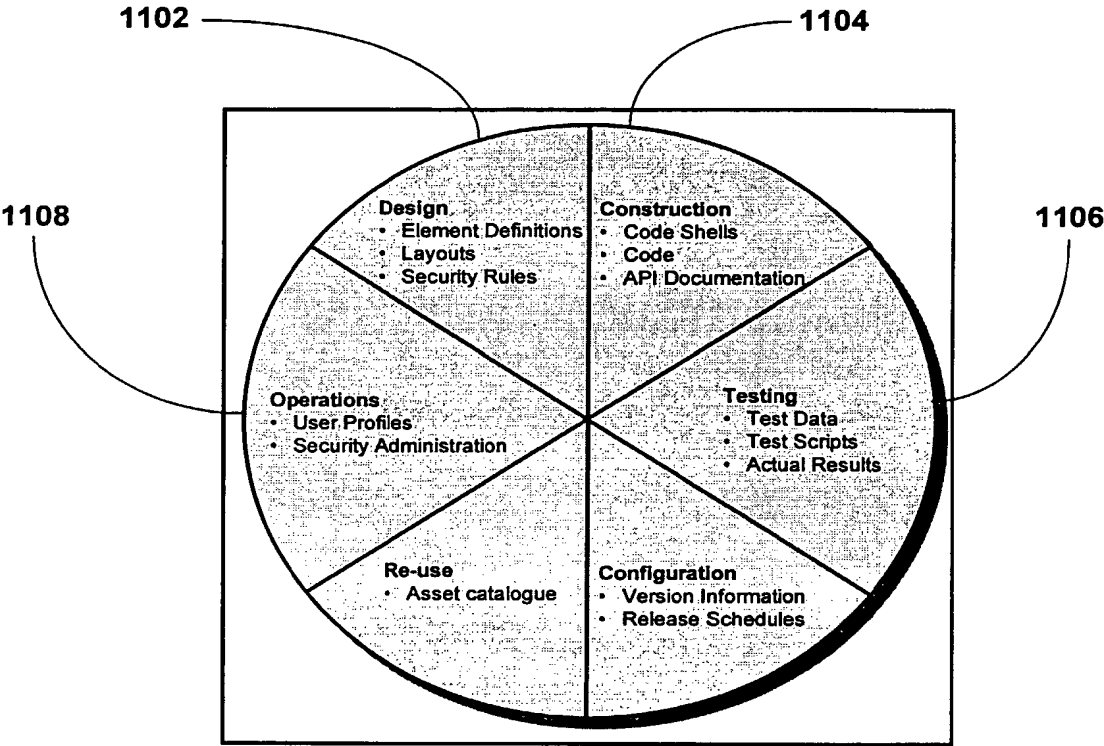 1102
1104
1108
1106
Design
• Element Definitions
• Layouts
• Security Rules
Construction
• Code Shells
• Code
• API Documentation
Operations
• User Profiles
• Security Administration
Testing
• Test Data
• Test Scripts
• Actual Results
Re-use
• Asset catalogue
Configuration
• Version Information
• Release Schedules